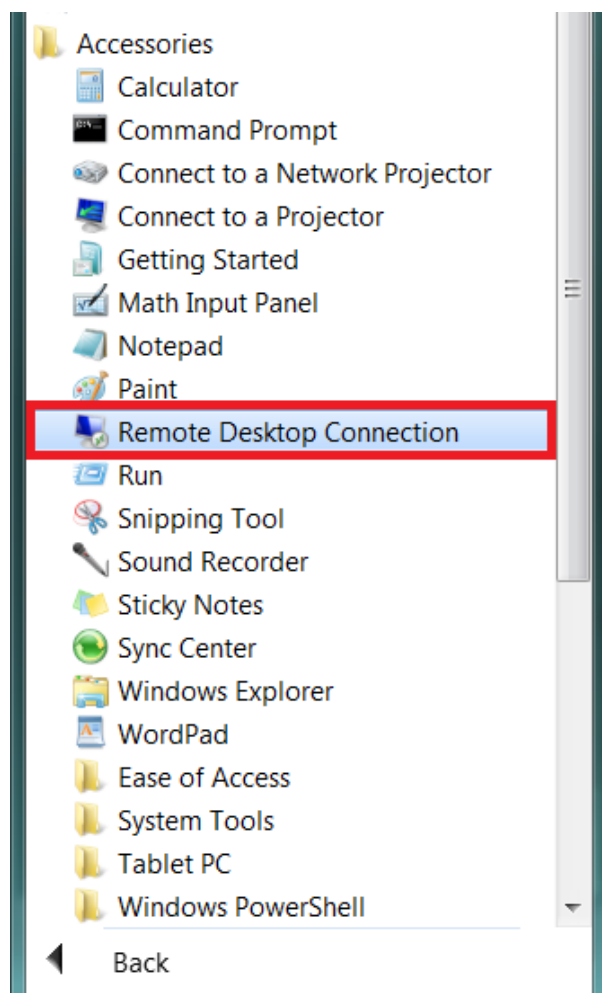 Accessories
Calculator
Command Prompt
Connect to a Network Projector
Connect to a Projector
Getting Started
Math Input Panel
Notepad
Paint
Remote Desktop Connection
Run
Snipping Tool
Sound Recorder
Sticky Notes
Sync Center
Windows Explorer
WordPad
Ease of Access
System Tools
Tablet PC
Windows PowerShell
Back